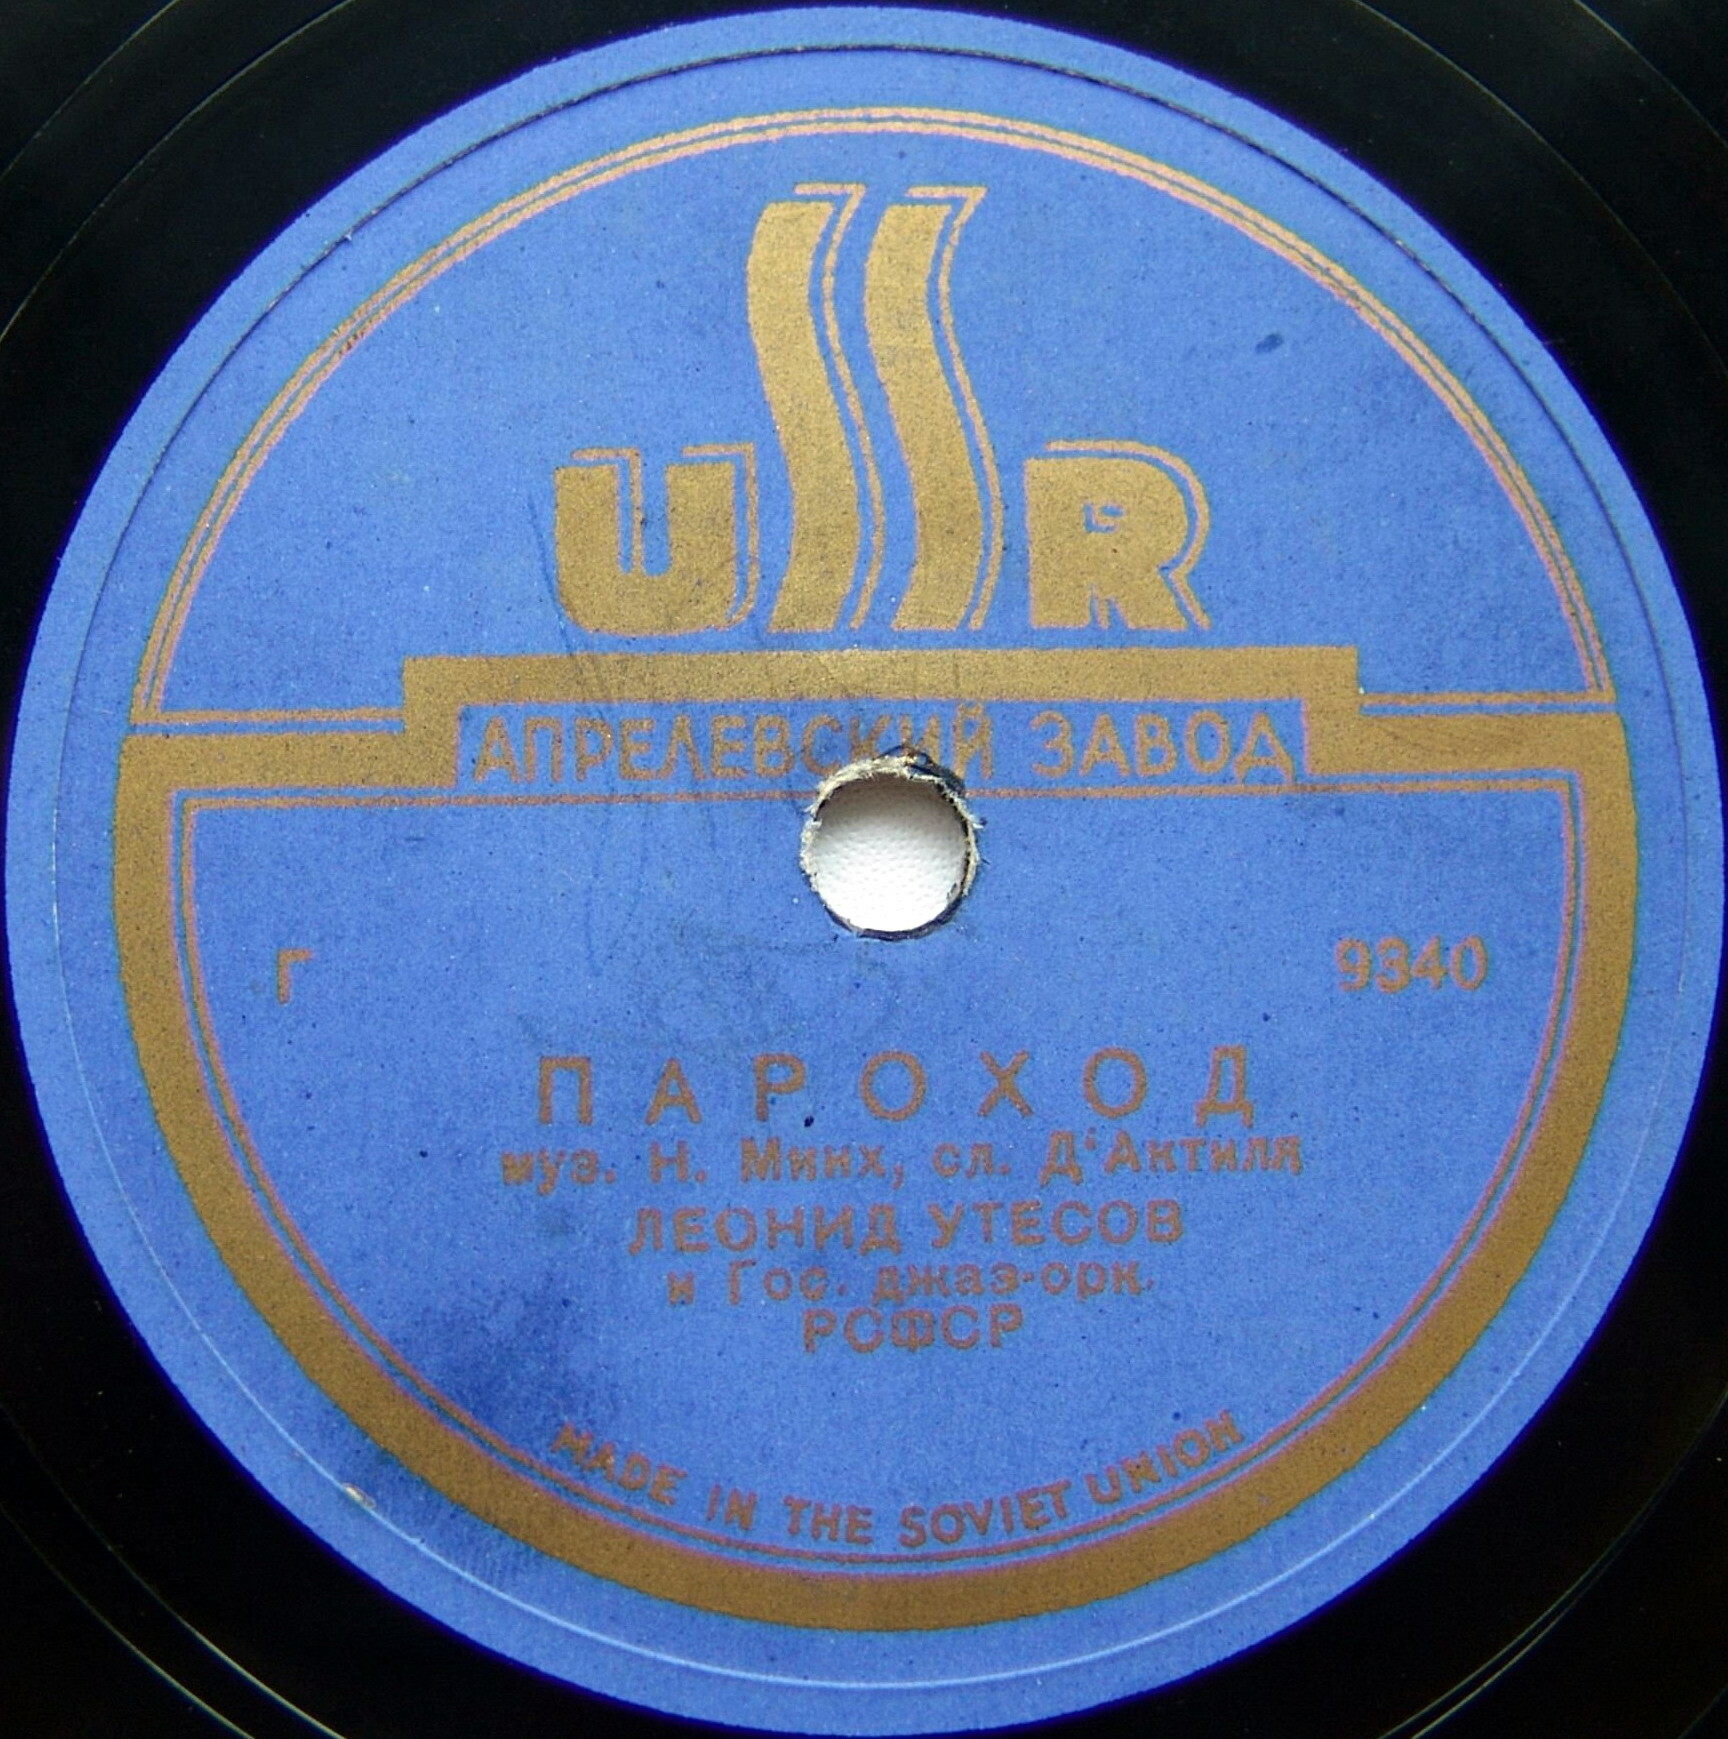 USSR
АПРЕЛЕВСКИЙ ЗАВОД
Г 9340
ПАРОХОД
муз. Н. Минх, сл. Д'Актиля
ЛЕОНИД УТЕСОВ
и Гос. джаз-орк.
РСФСР
MADE IN THE SOVIET UNION